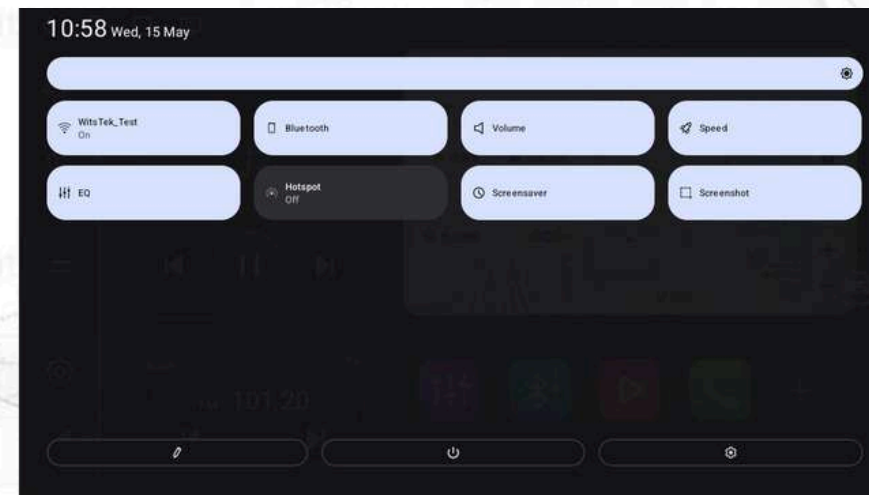 10:58 Wed, 15 May
WitsTek_Test
On
Bluetooth
Volume
Speed
EQ
Hotspot
Off
Screensaver
Screenshot
101.20